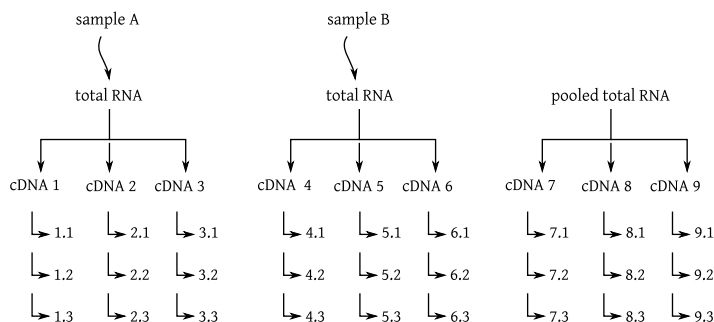 sample A sample B
total RNA total RNA pooled total RNA
cDNA 1 cDNA 2 cDNA 3 cDNA 4 cDNA 5 cDNA 6 cDNA 7 cDNA 8 cDNA 9
1.1 2.1 3.1 4.1 5.1 6.1 7.1 8.1 9.1
1.2 2.2 3.2 4.2 5.2 6.2 7.2 8.2 9.2
1.3 2.3 3.3 4.3 5.3 6.3 7.3 8.3 9.3